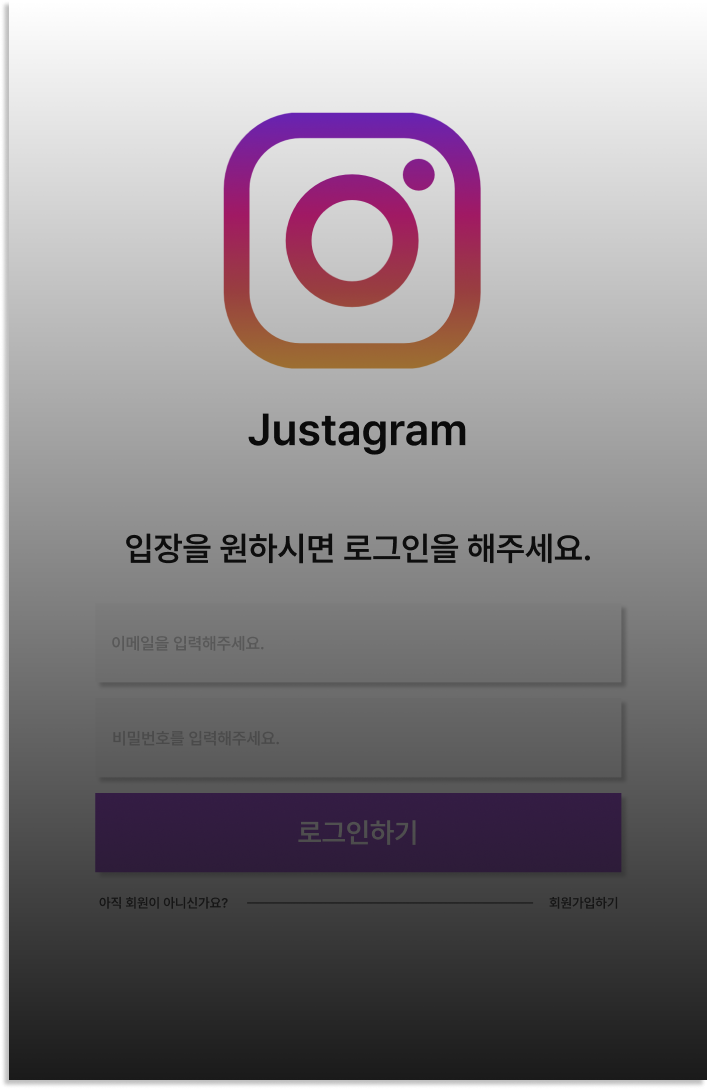 Justagram
입장을 원하시면 로그인을 해주세요.
이메일을 입력해주세요.
비밀번호를 입력해주세요.
로그인하기
아직 회원이 아니신가요? 회원가입하기